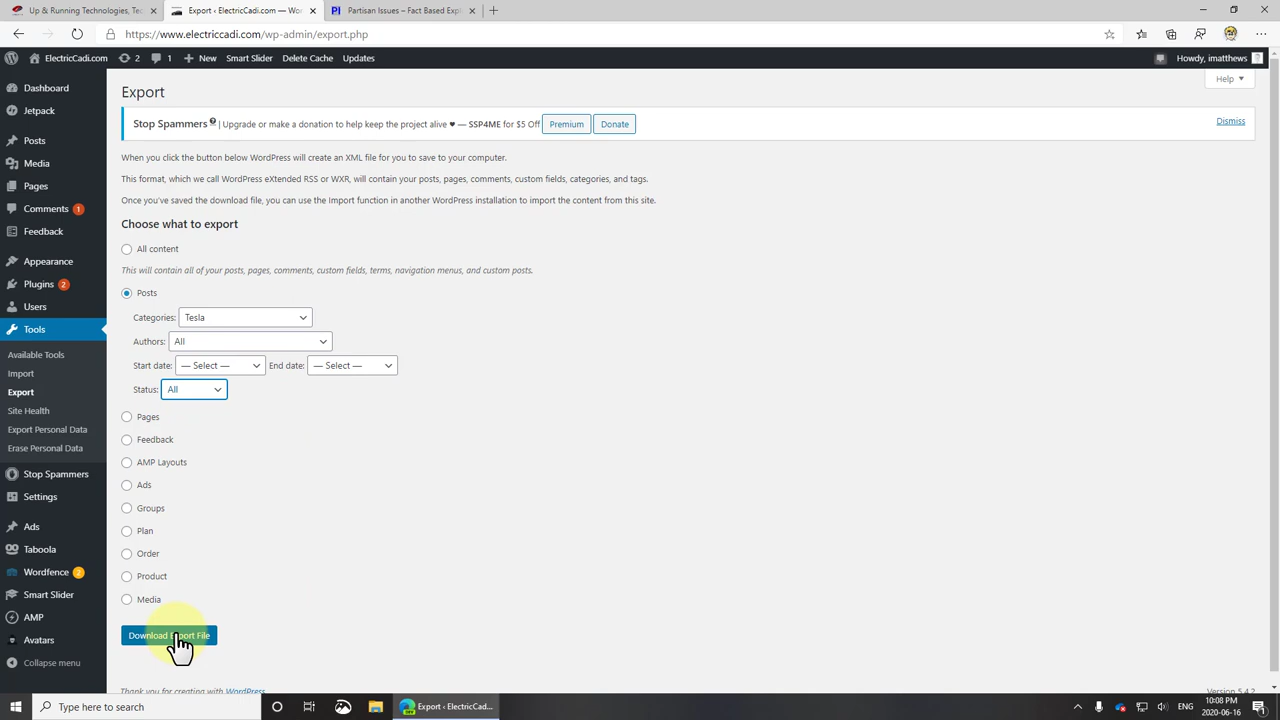 Up & Running Technologies, Tec
Export ‹ ElectricCadi.com — Wor
Partisan Issues – Fact Based Expl
https://www.electriccadi.com/wp-admin/export.php
ElectricCadi.com
2
1
New
Smart Slider
Delete Cache
Updates
Howdy, imatthews
Dashboard
Jetpack
Posts
Media
Pages
Comments 1
Feedback
Appearance
Plugins 2
Users
Tools
Available Tools
Import
Export
Site Health
Export Personal Data
Erase Personal Data
Stop Spammers
Settings
Ads
Taboola
Wordfence 2
Smart Slider
AMP
Avatars
Collapse menu
Help
Export
Stop Spammers | Upgrade or make a donation to help keep the project alive ♥ — SSP4ME for $5 Off Premium Donate
Dismiss
When you click the button below WordPress will create an XML file for you to save to your computer.
This format, which we call WordPress eXtended RSS or WXR, will contain your posts, pages, comments, custom fields, categories, and tags.
Once you’ve saved the download file, you can use the Import function in another WordPress installation to import the content from this site.
Choose what to export
All content
This will contain all of your posts, pages, comments, custom fields, terms, navigation menus, and custom posts.
Posts
Categories: Tesla
Authors: All
Start date: — Select — End date: — Select —
Status: All
Pages
Feedback
AMP Layouts
Ads
Groups
Plan
Order
Product
Media
Download Export File
Thank you for creating with WordPress.
Version 5.4.2
Type here to search
OFF
Export ‹ ElectricCadi....
ENG
10:08 PM
2020-06-16
1